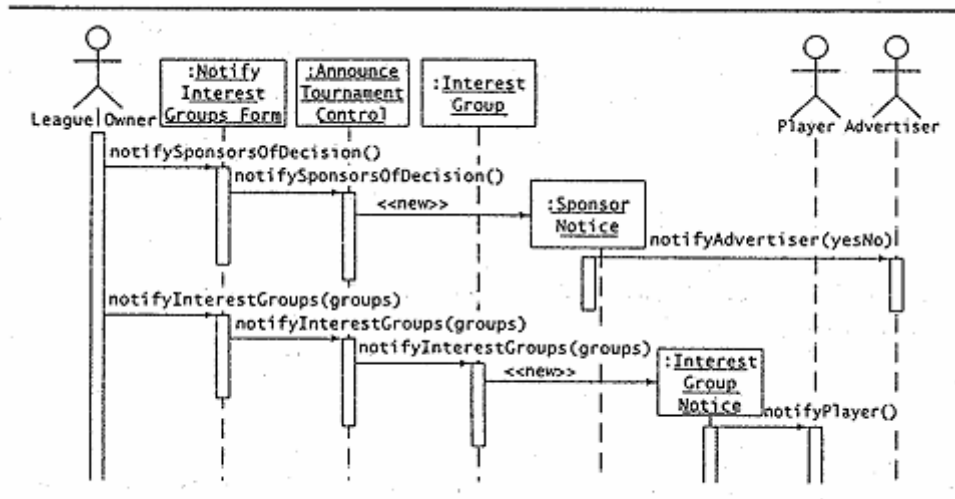 :Notify
Interest
Groups Form
:Announce
Tournament
Control
:Interest
Group
League Owner
Player
Advertiser
notifySponsorsOfDecision()
notifySponsorsOfDecision()
<<new>>
:Sponsor
Notice
notifyAdvertiser(yesNo)
notifyInterestGroups(groups)
notifyInterestGroups(groups)
notifyInterestGroups(groups)
<<new>>
:Interest
Group
Notice
notifyPlayer()